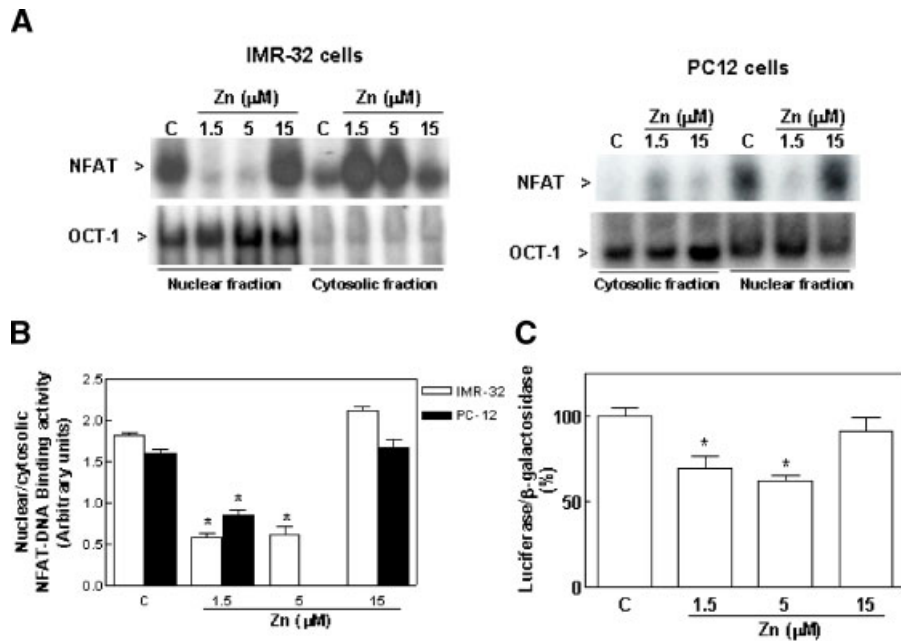 A
IMR-32 cells
Zn (μM)
Zn (μM)
C 1.5 5 15 C 1.5 5 15
NFAT >
OCT-1 >
Nuclear fraction Cytosolic fraction
PC12 cells
Zn (μM)
Zn (μM)
C 1.5 15 C 1.5 15
NFAT >
OCT-1 >
Cytosolic fraction Nuclear fraction
B
Nuclear/cytosolic
NFAT-DNA Binding activity
(Arbitrary units)
2.5
2.0
1.5
1.0
0.5
0.0
IMR-32
PC-12
* * *
C 1.5 5 15
Zn (μM)
C
Luciferase/β-galactosidase
(%)
100
50
0
* *
C 1.5 5 15
Zn (μM)